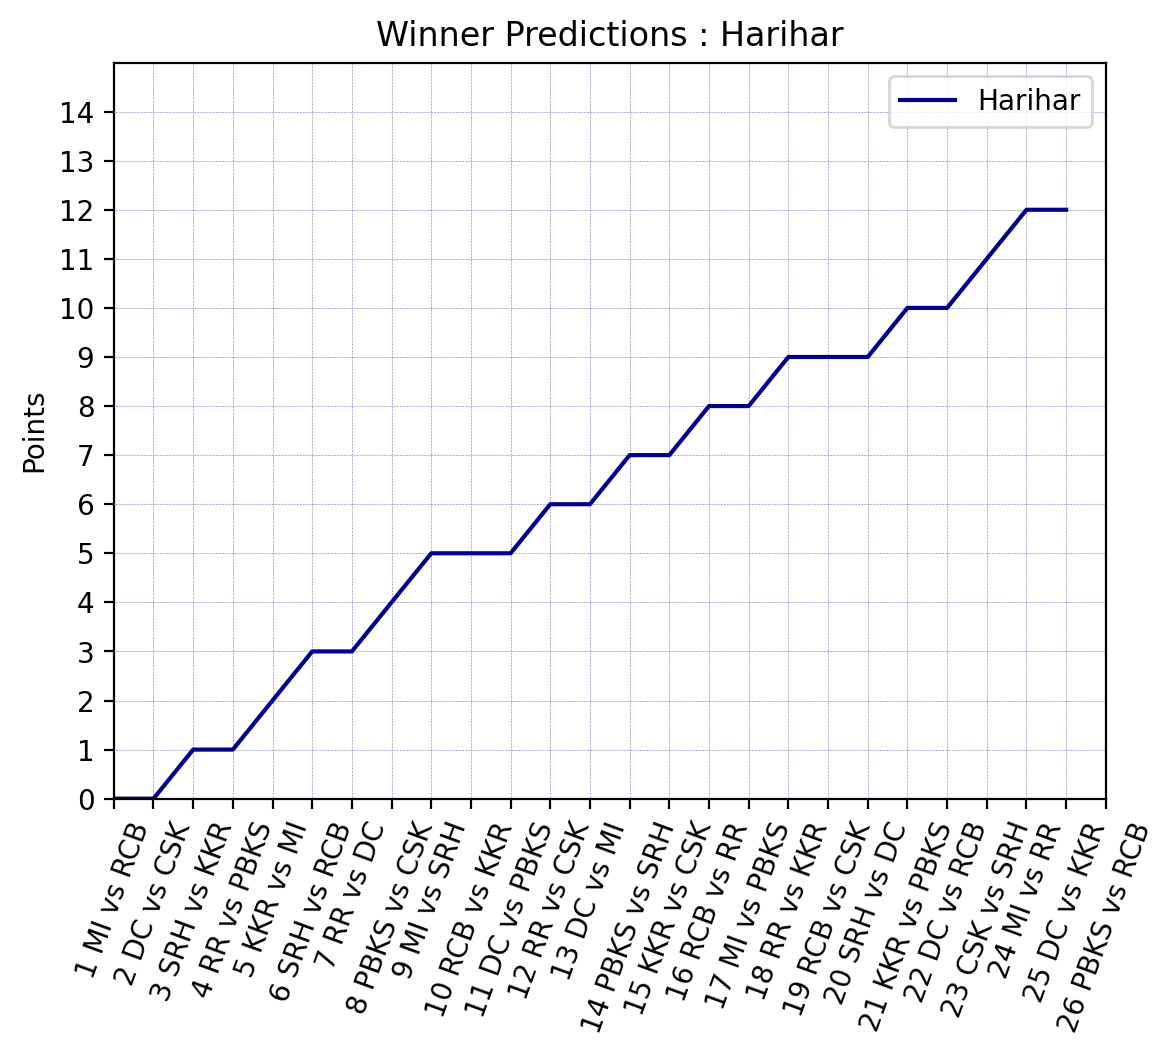 Winner Predictions : Harihar
Harihar
Points
14
13
12
11
10
9
8
7
6
5
4
3
2
1
0
1 MI vs RCB
2 DC vs CSK
3 SRH vs KKR
4 RR vs PBKS
5 KKR vs MI
6 SRH vs RCB
7 RR vs DC
8 PBKS vs CSK
9 MI vs SRH
10 RCB vs KKR
11 DC vs PBKS
12 RR vs CSK
13 DC vs MI
14 PBKS vs SRH
15 KKR vs CSK
16 RCB vs RR
17 MI vs PBKS
18 RR vs KKR
19 RCB vs CSK
20 SRH vs DC
21 KKR vs PBKS
22 DC vs RCB
23 CSK vs SRH
24 MI vs RR
25 DC vs KKR
26 PBKS vs RCB